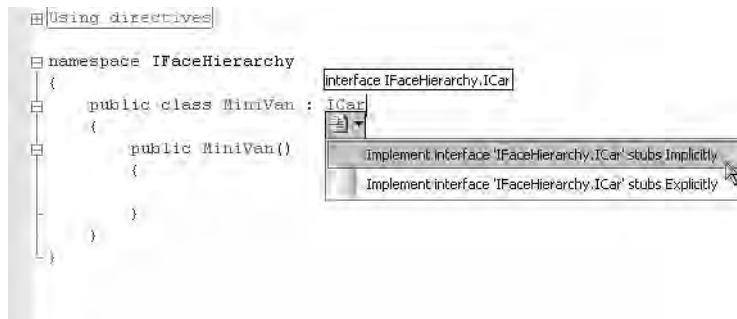 Using directives
namespace IFaceHierarchy
{
interface IFaceHierarchy.ICar
public class MiniVan : ICar
{
public MiniVan()
Implement interface 'IFaceHierarchy.ICar' stubs Implicitly
{
Implement interface 'IFaceHierarchy.ICar' stubs Explicitly
}
}
}